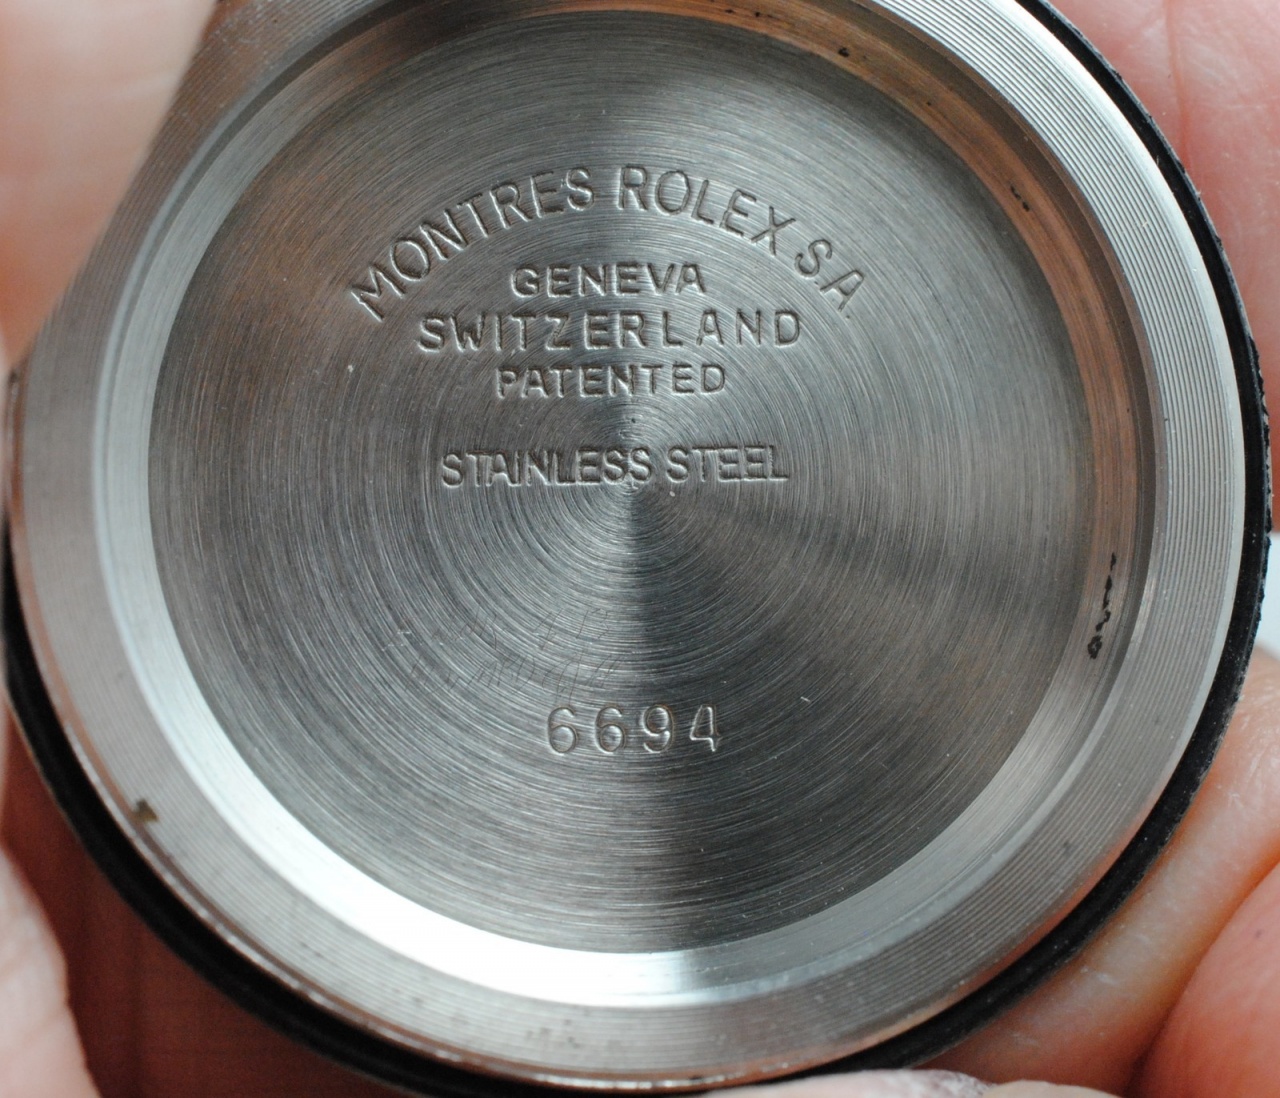 MONTRES ROLEX S.A.
GENEVA
SWITZERLAND
PATENTED
STAINLESS STEEL
6694